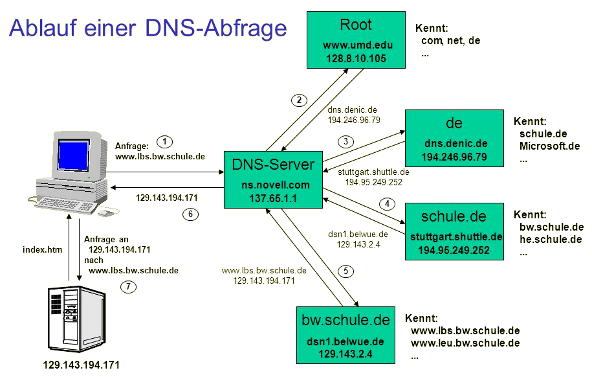 Ablauf einer DNS-Abfrage
Root
www.umd.edu
128.8.10.105
Kennt:
com, net, de
...
2
dns.denic.de
194.246.96.79
1
Anfrage:
www.lbs.bw.schule.de
3
de
dns.denic.de
194.246.96.79
Kennt:
schule.de
Microsoft.de
...
DNS-Server
ns.novell.com
137.65.1.1
stuttgart.shuttle.de
194.95.249.252
129.143.194.171
6
4
schule.de
stuttgart.shuttle.de
194.95.249.252
Kennt:
bw.schule.de
he.schule.de
...
dsn1.belwue.de
129.143.2.4
index.htm
Anfrage an
129.143.194.171
nach
www.lbs.bw.schule.de
7
www.lbs.bw.schule.de
129.143.194.171
5
bw.schule.de
dsn1.belwue.de
129.143.2.4
Kennt:
www.lbs.bw.schule.de
www.leu.bw.schule.de
...
129.143.194.171